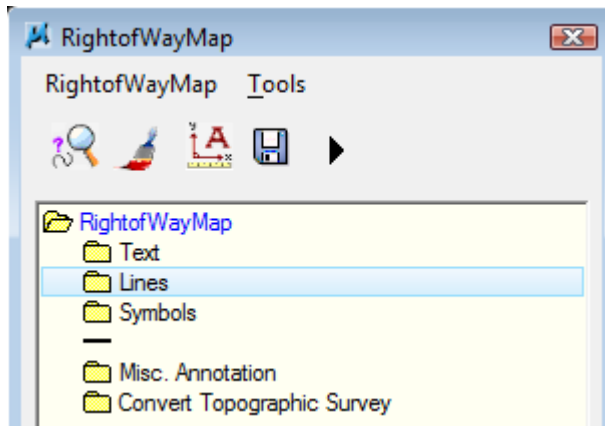 RightofWayMap
RightofWayMap Tools
RightofWayMap
Text
Lines
Symbols
Misc. Annotation
Convert Topographic Survey